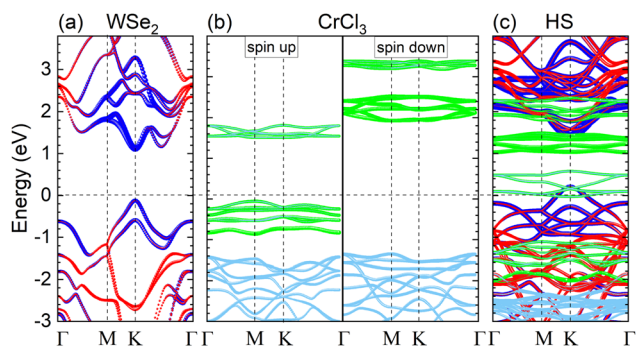 (a) WSe₂ (b) CrCl₃ (c) HS
spin up spin down
Energy (eV)
3
2
1
0
-1
-2
-3
Γ M K Γ M K Γ Γ M K Γ